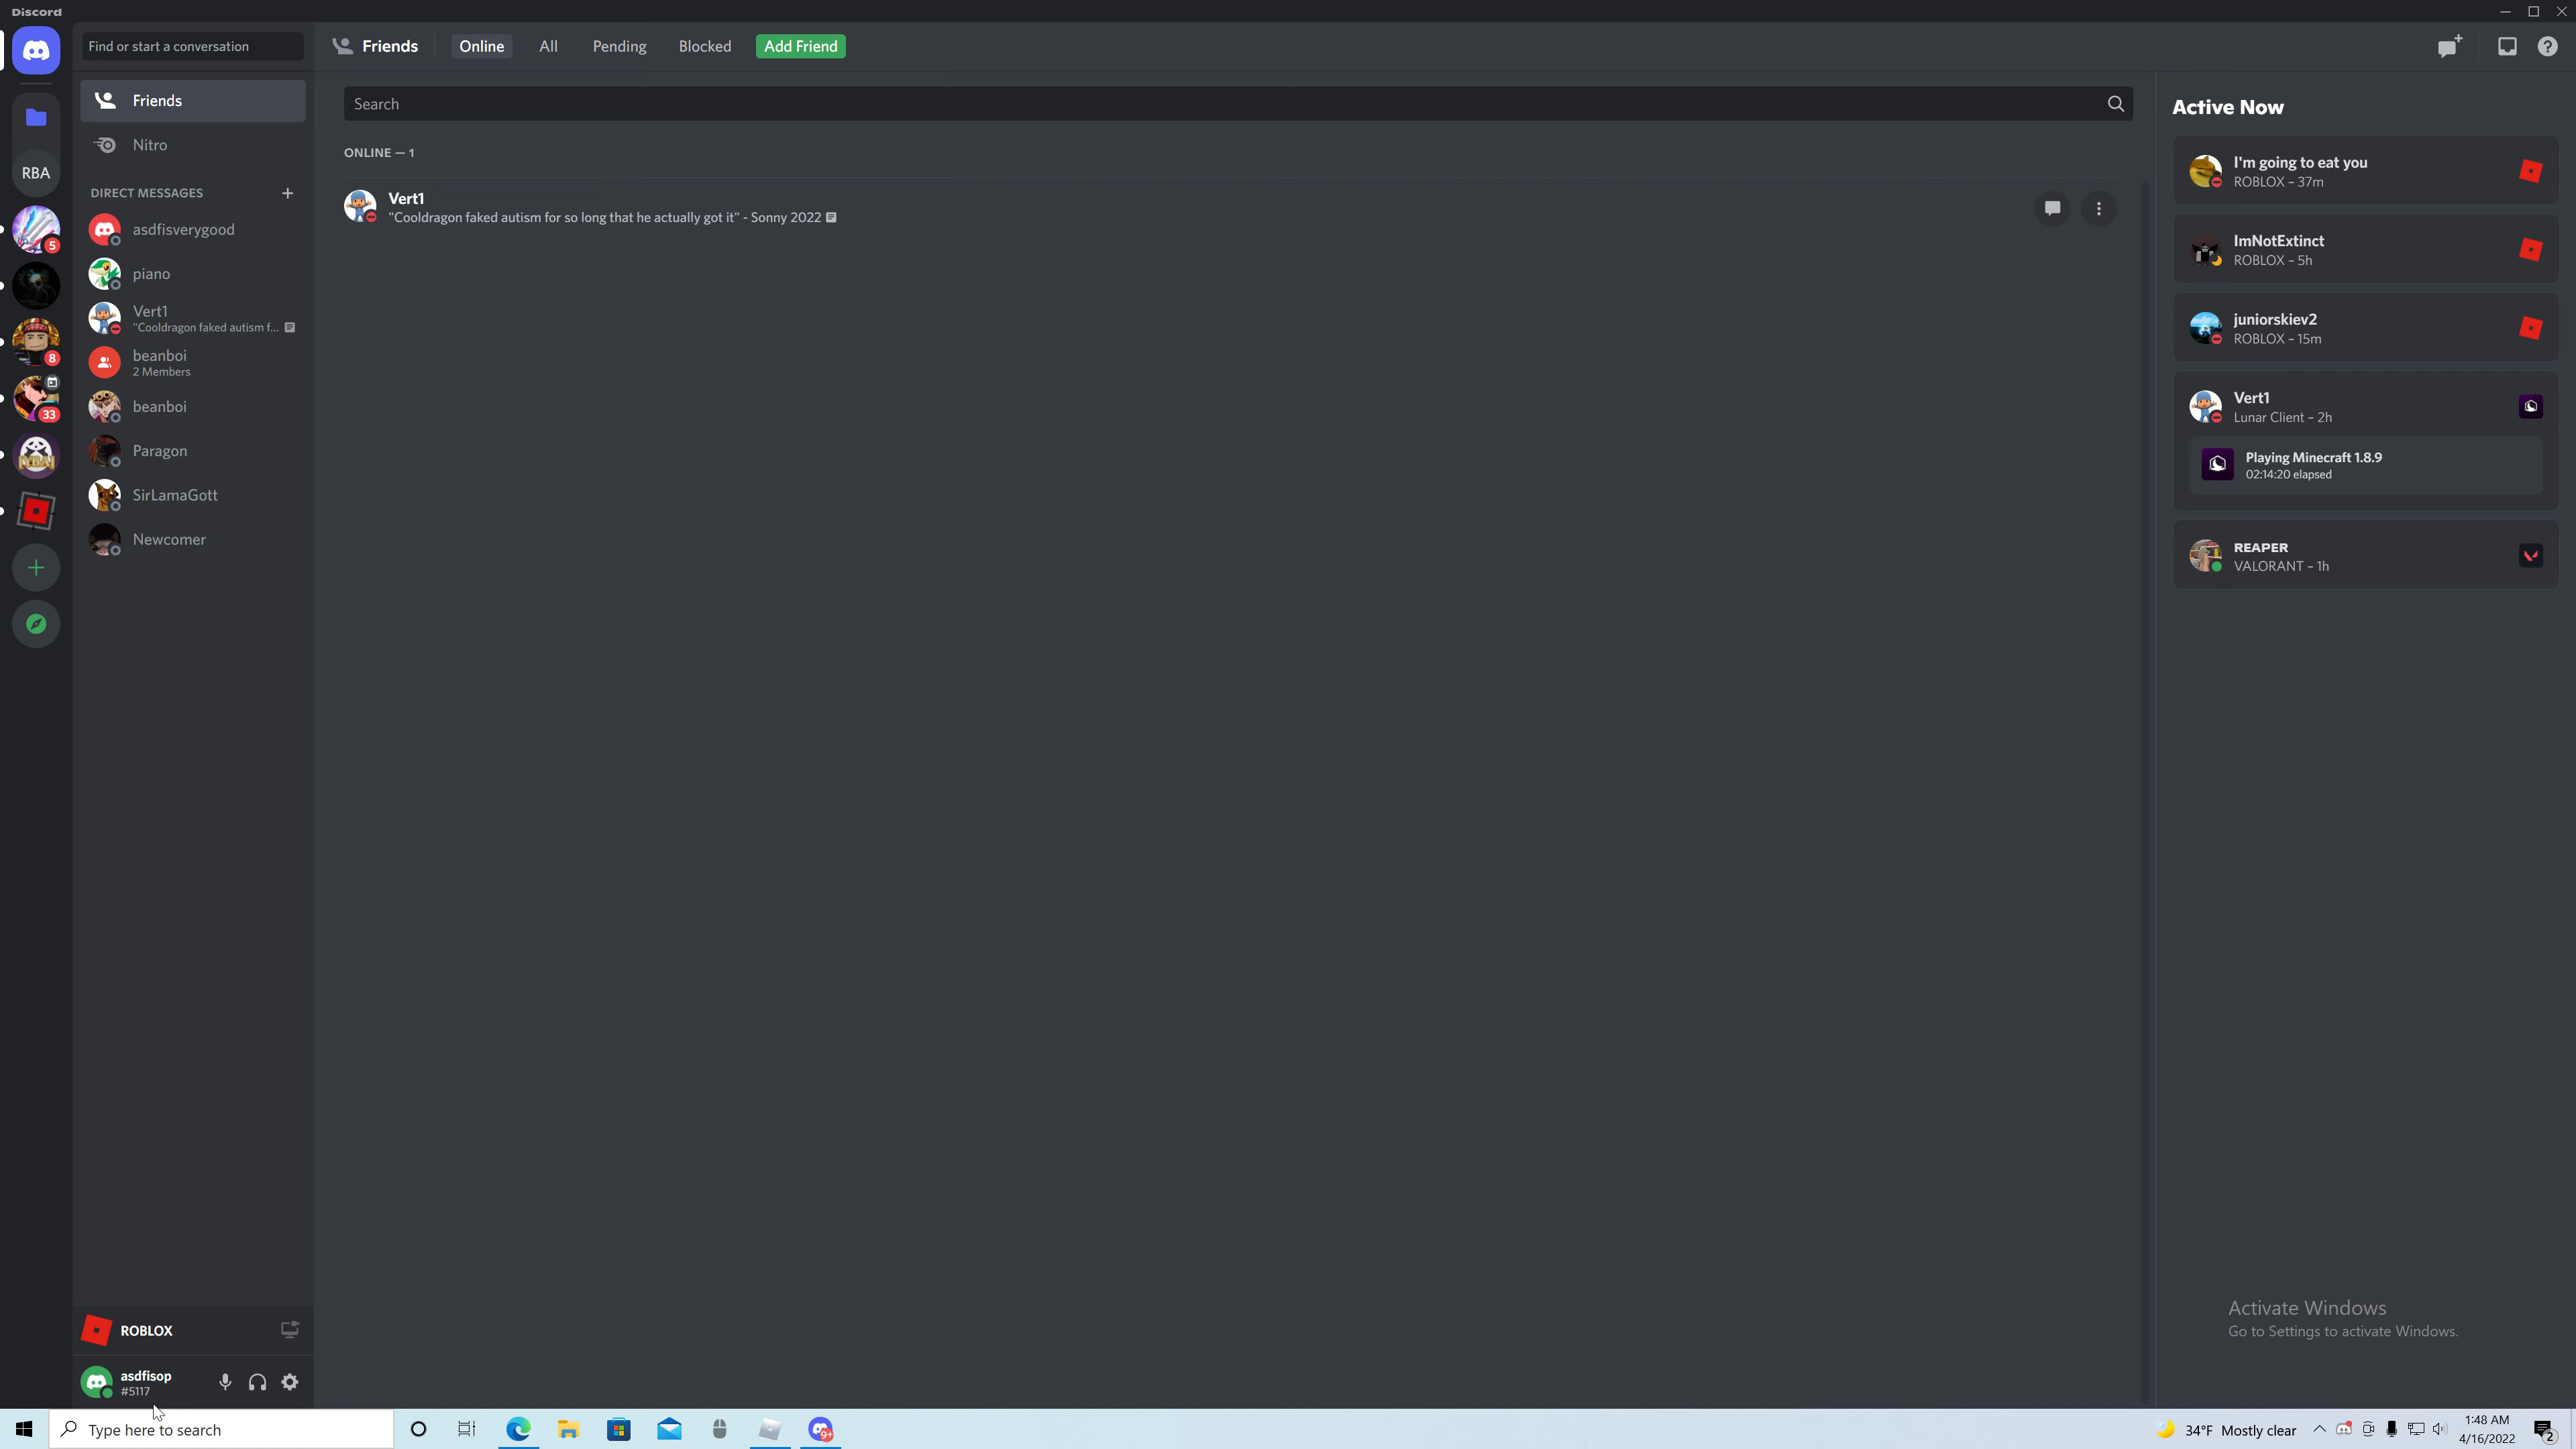 Discord
Find or start a conversation
Friends
Online
All
Pending
Blocked
Add Friend
Friends
Nitro
RBA
DIRECT MESSAGES
asdfisverygood
piano
Vert1
"Cooldragon faked autism f...
beanboi
2 Members
beanboi
Paragon
SirLamaGott
Newcomer
5
8
33
Search
ONLINE — 1
Vert1
"Cooldragon faked autism for so long that he actually got it" - Sonny 2022
Active Now
I'm going to eat you
ROBLOX – 37m
ImNotExtinct
ROBLOX – 5h
juniorskiev2
ROBLOX – 15m
Vert1
Lunar Client – 2h
Playing Minecraft 1.8.9
02:14:20 elapsed
REAPER
VALORANT – 1h
Activate Windows
Go to Settings to activate Windows.
ROBLOX
asdfisop
#5117
Type here to search
9+
34°F Mostly clear
1:48 AM
4/16/2022
2